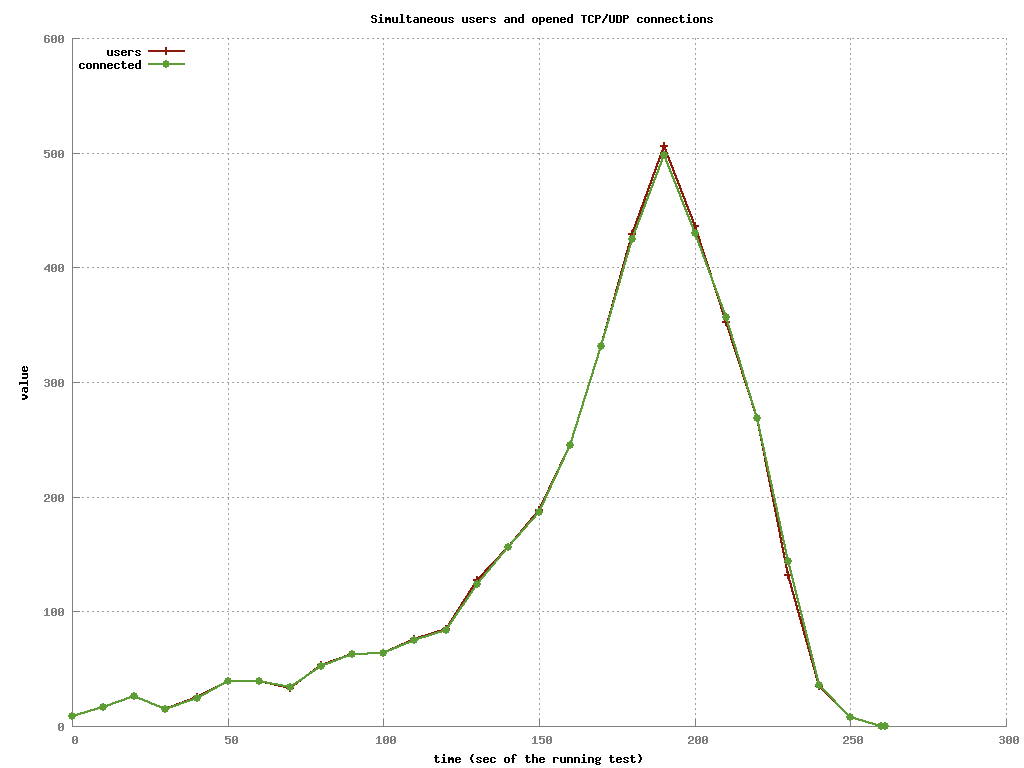 Simultaneous users and opened TCP/UDP connections
600
users
connected
500
400
300
value
200
100
0
0 50 100 150 200 250 300
time (sec of the running test)